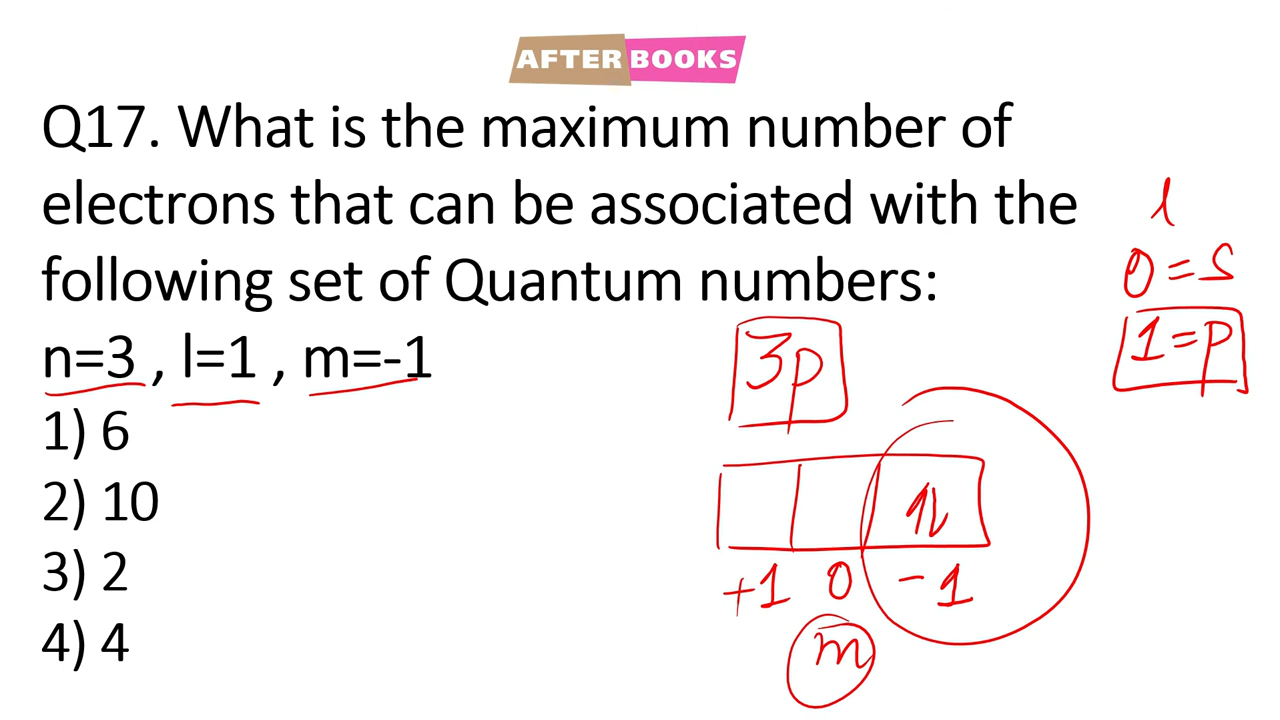 AFTER BOOKS
Q17. What is the maximum number of
electrons that can be associated with the
following set of Quantum numbers:
n=3 , l=1 , m=-1
1) 6
2) 10
3) 2
4) 4
l
0=s
1=p
3p
+1 0 -1
m